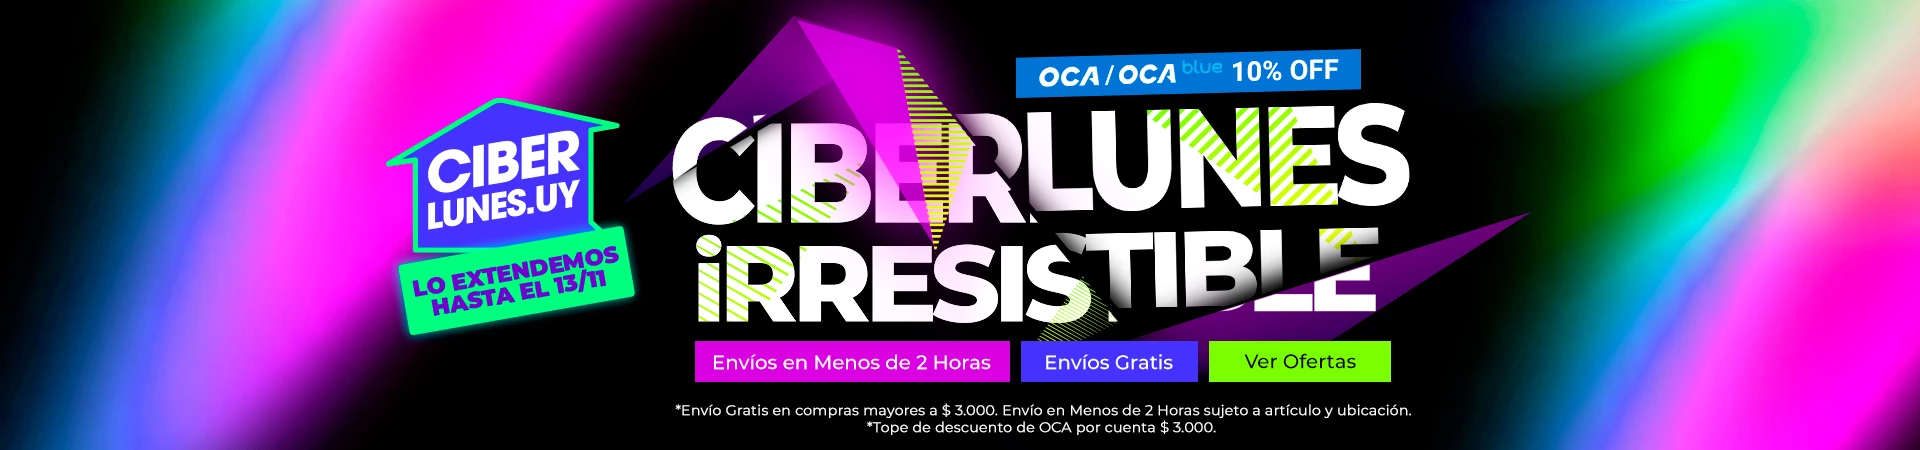 CIBER
LUNES.UY
LO EXTENDEMOS
HASTA EL 13/11
OCA / OCA blue 10% OFF
CIBERLUNES
iRRESISTIBLE
Envíos en Menos de 2 Horas
Envíos Gratis
Ver Ofertas
*Envío Gratis en compras mayores a $ 3.000. Envío en Menos de 2 Horas sujeto a artículo y ubicación.
*Tope de descuento de OCA por cuenta $ 3.000.